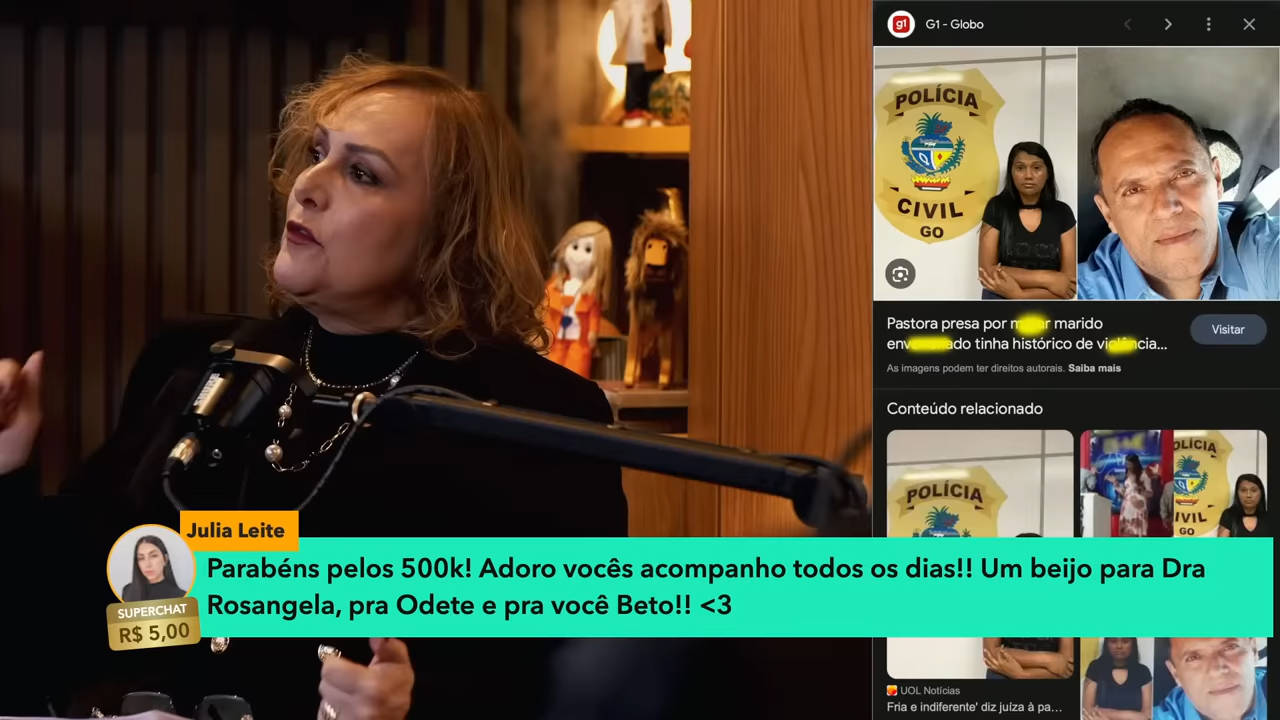 g1
G1 - Globo
POLÍCIA
CIVIL
GO
Pastora presa por marido
tinha histórico de
Visitar
As imagens podem ter direitos autorais. Saiba mais
Conteúdo relacionado
POLÍCIA
POLÍCIA
CIVIL
GO
Julia Leite
Parabéns pelos 500k! Adoro vocês acompanho todos os dias!! Um beijo para Dra
Rosangela, pra Odete e pra você Beto!! <3
SUPERCHAT
R$ 5,00
UOL Notícias
Fria e indiferente' diz juíza à pa...